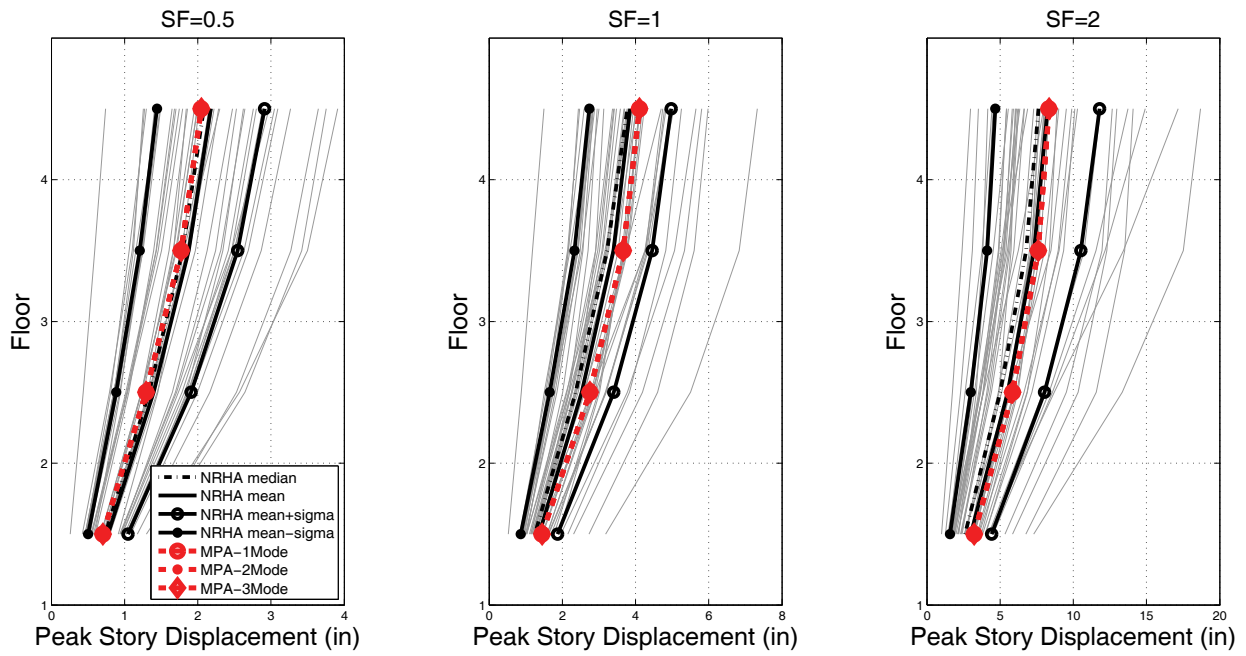 SF=0.5
SF=1
SF=2
Floor
4
3
2
1
0 1 2 3 4
Peak Story Displacement (in)
NRHA median
NRHA mean
NRHA mean+sigma
NRHA mean−sigma
MPA−1Mode
MPA−2Mode
MPA−3Mode
Floor
4
3
2
1
0 2 4 6 8
Peak Story Displacement (in)
Floor
4
3
2
1
0 5 10 15 20
Peak Story Displacement (in)